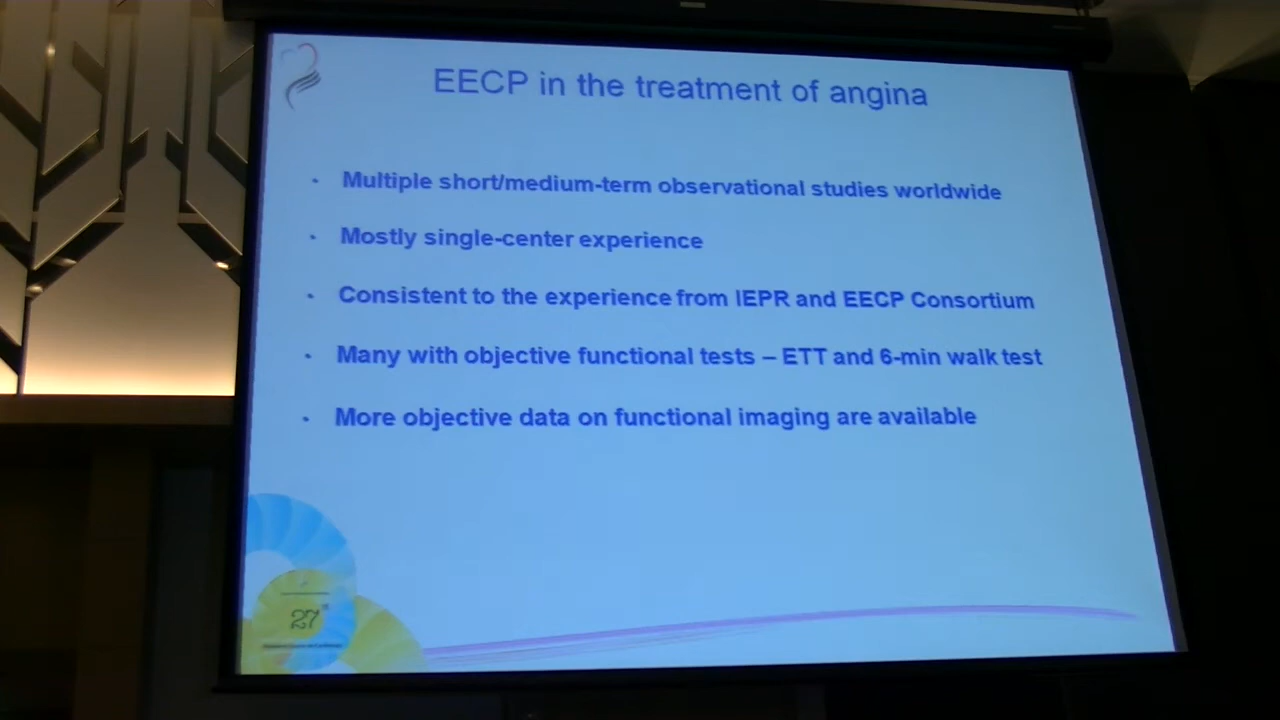 EECP in the treatment of angina
· Multiple short/medium-term observational studies worldwide
· Mostly single-center experience
· Consistent to the experience from IEPR and EECP Consortium
· Many with objective functional tests – ETT and 6-min walk test
· More objective data on functional imaging are available
27